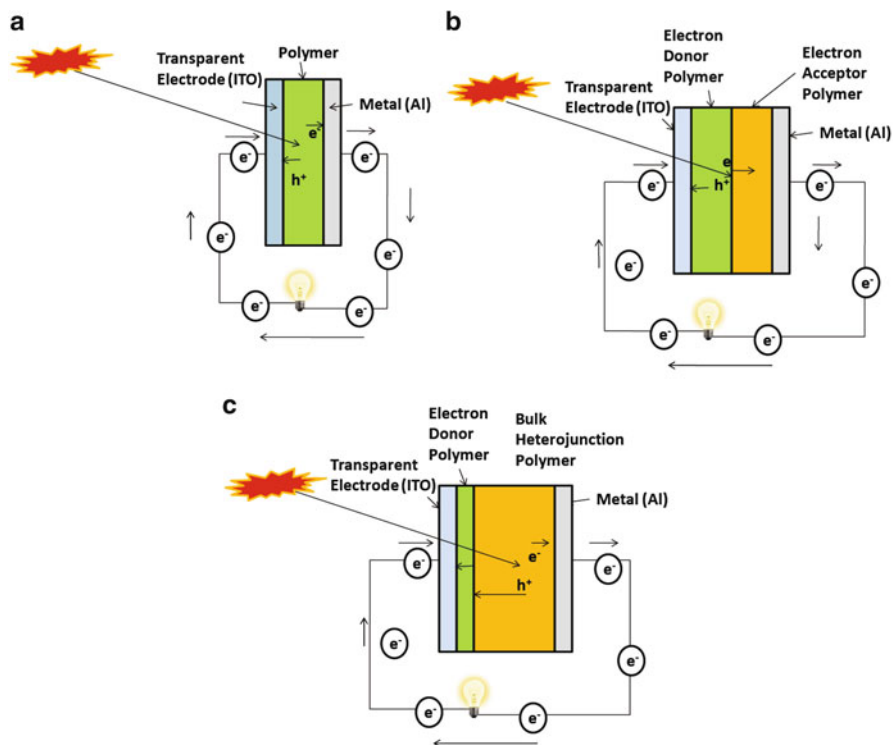 a
Polymer
Transparent
Electrode (ITO)
Metal (Al)
e-
h+
e-
e-
e-
e-
e-
e-
b
Electron
Donor
Polymer
Electron
Acceptor
Polymer
Transparent
Electrode (ITO)
Metal (Al)
e
h+
e-
e-
e-
e-
e-
e-
c
Electron
Donor
Polymer
Bulk
Heterojunction
Polymer
Transparent
Electrode (ITO)
Metal (Al)
e-
h+
e-
e-
e-
e-
e-
e-